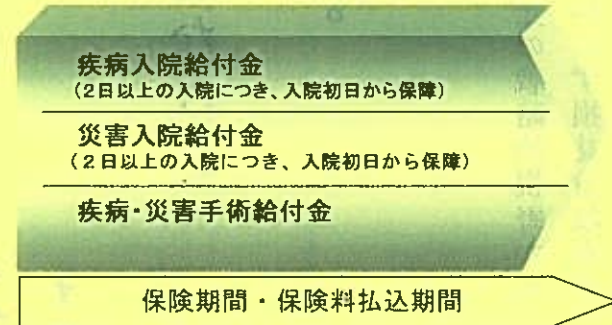 疾病入院給付金
(2日以上の入院につき、入院初日から保障)
災害入院給付金
(2日以上の入院につき、入院初日から保障)
疾病・災害手術給付金
保険期間・保険料払込期間